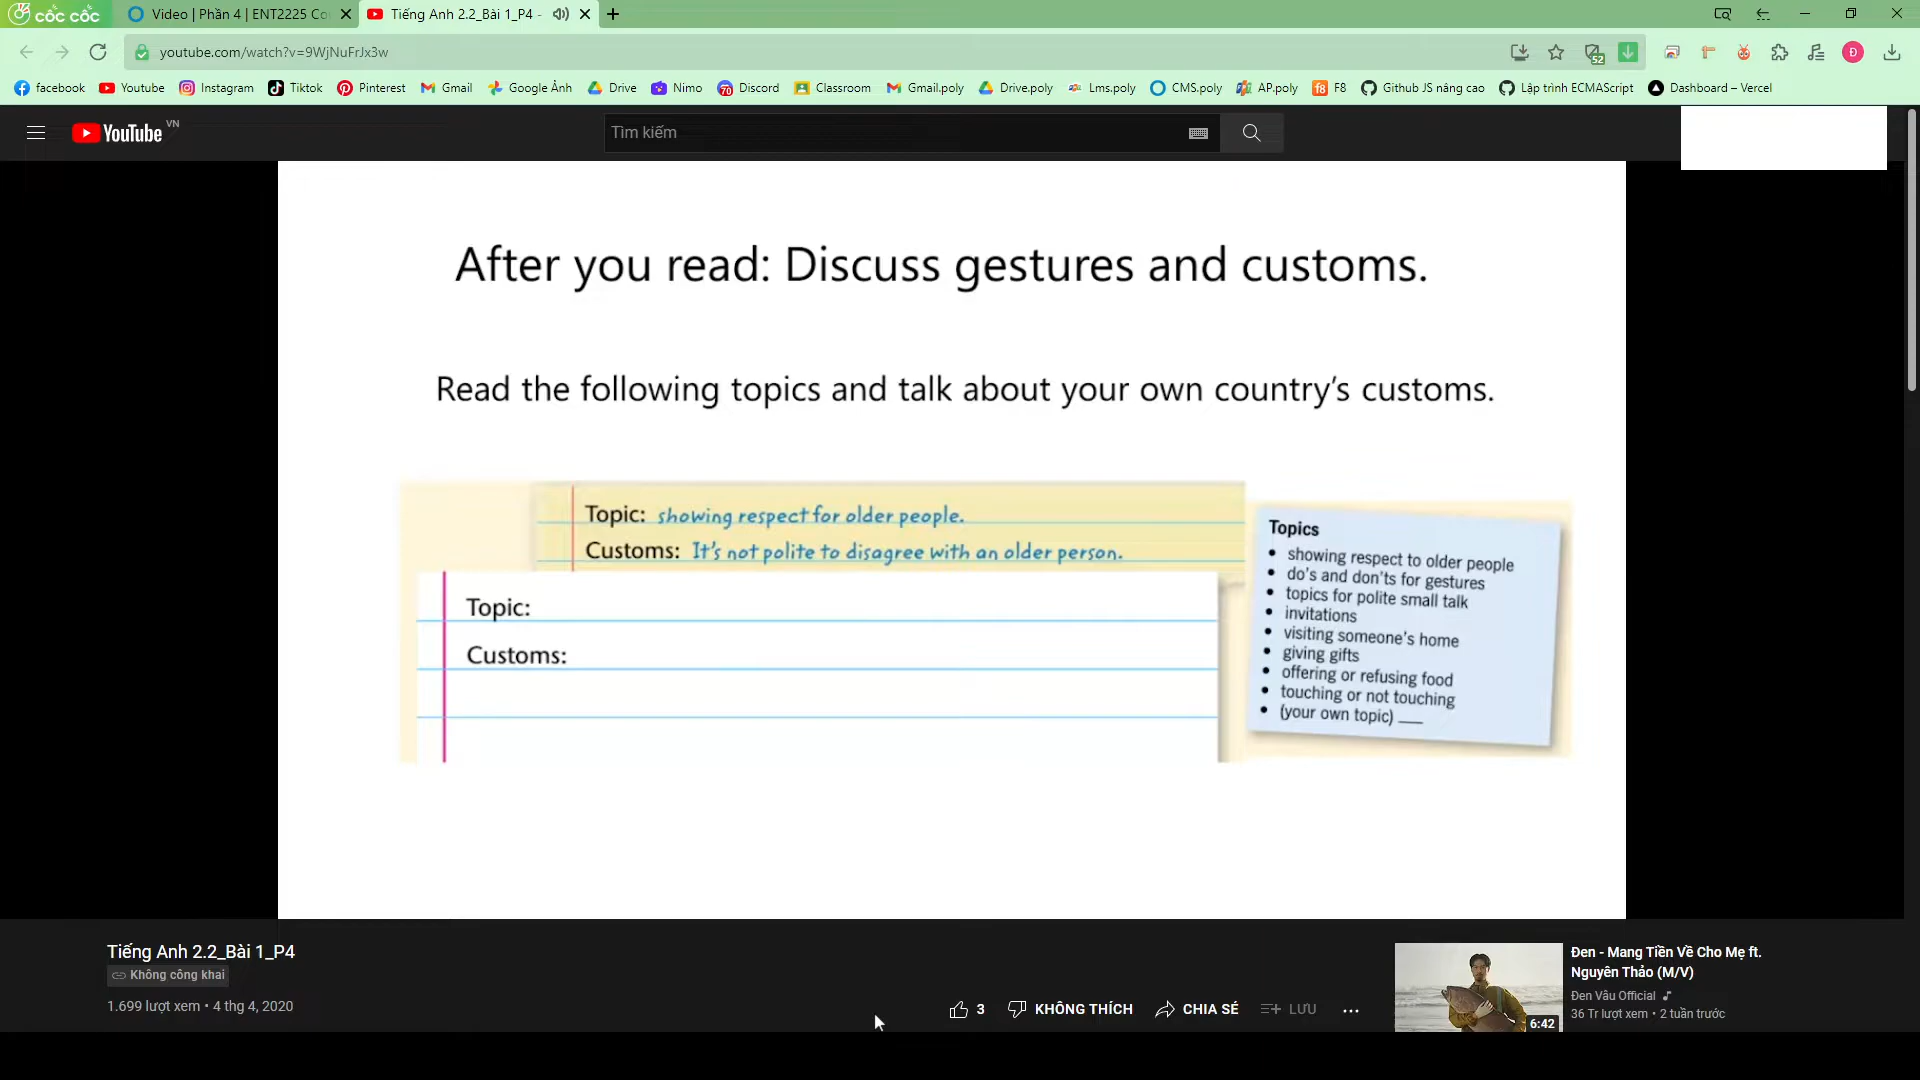 cốc cốc
Video | Phần 4 | ENT2225 Co
Tiếng Anh 2.2_Bài 1_P4 -
youtube.com/watch?v=9WjNuFrJx3w
52
Đ
facebook
Youtube
Instagram
Tiktok
Pinterest
Gmail
Google Ảnh
Drive
Nimo
70
Discord
Classroom
Gmail.poly
Drive.poly
Lms.poly
CMS.poly
AP.poly
f8
F8
Github JS nâng cao
Lập trình ECMAScript
Dashboard – Vercel
YouTube VN
Tìm kiếm
After you read: Discuss gestures and customs.
Read the following topics and talk about your own country's customs.
Topic: showing respect for older people.
Customs: It's not polite to disagree with an older person.
Topic:
Customs:
Topics
• showing respect to older people
• do's and don'ts for gestures
• topics for polite small talk
• invitations
• visiting someone's home
• giving gifts
• offering or refusing food
• touching or not touching
• (your own topic) ___
Tiếng Anh 2.2_Bài 1_P4
Không công khai
1.699 lượt xem • 4 thg 4, 2020
3
KHÔNG THÍCH
CHIA SẺ
LƯU
6:42
Đen - Mang Tiền Về Cho Mẹ ft.
Nguyên Thảo (M/V)
Đen Vâu Official
36 Tr lượt xem • 2 tuần trước